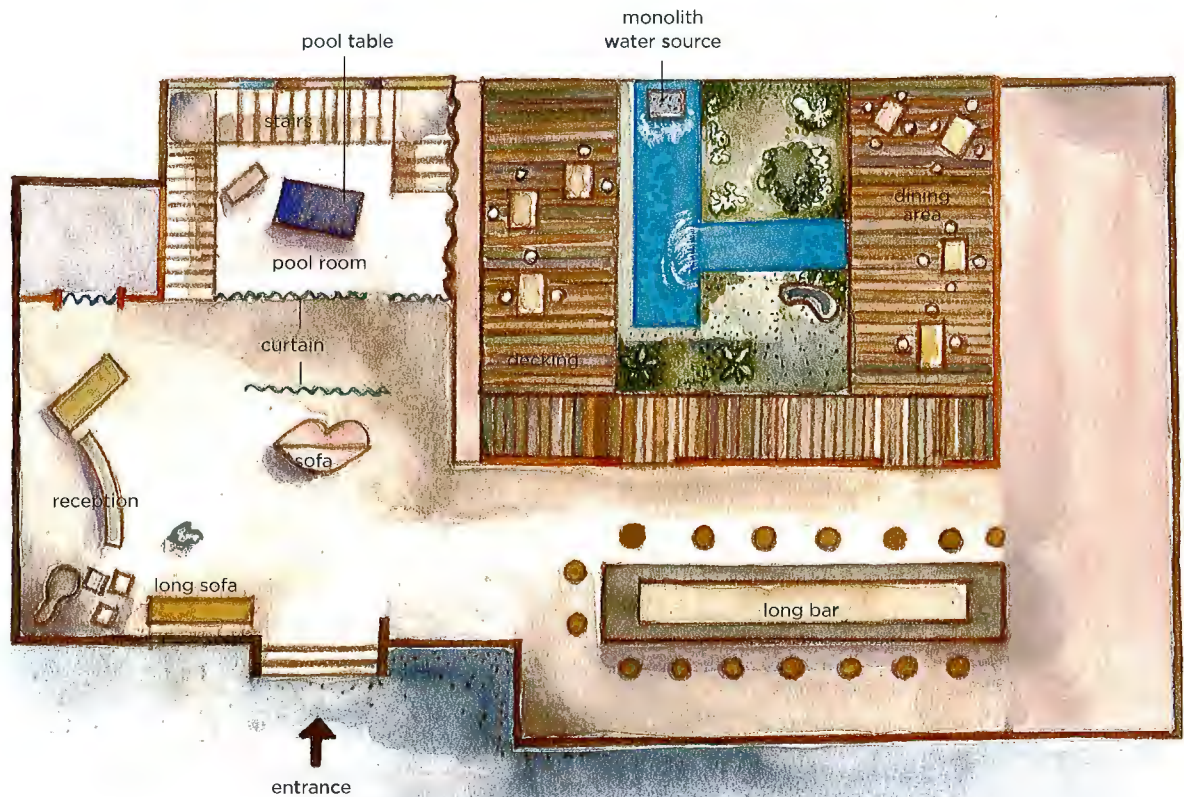 monolith
water source
pool table
stairs
dining
area
pool room
curtain
decking
sofa
reception
long sofa
long bar
entrance